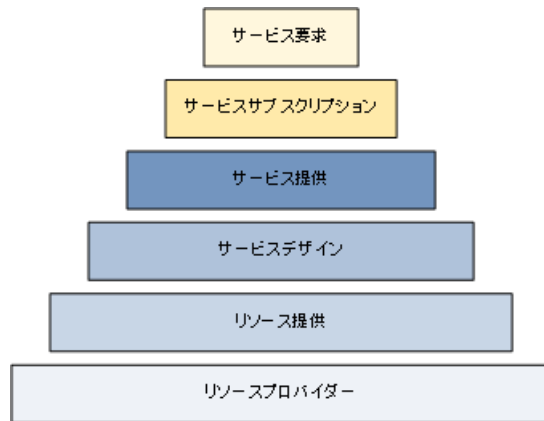 サービス要求
サービスサブスクリプション
サービス提供
サービスデザイン
リソース提供
リソースプロバイダー